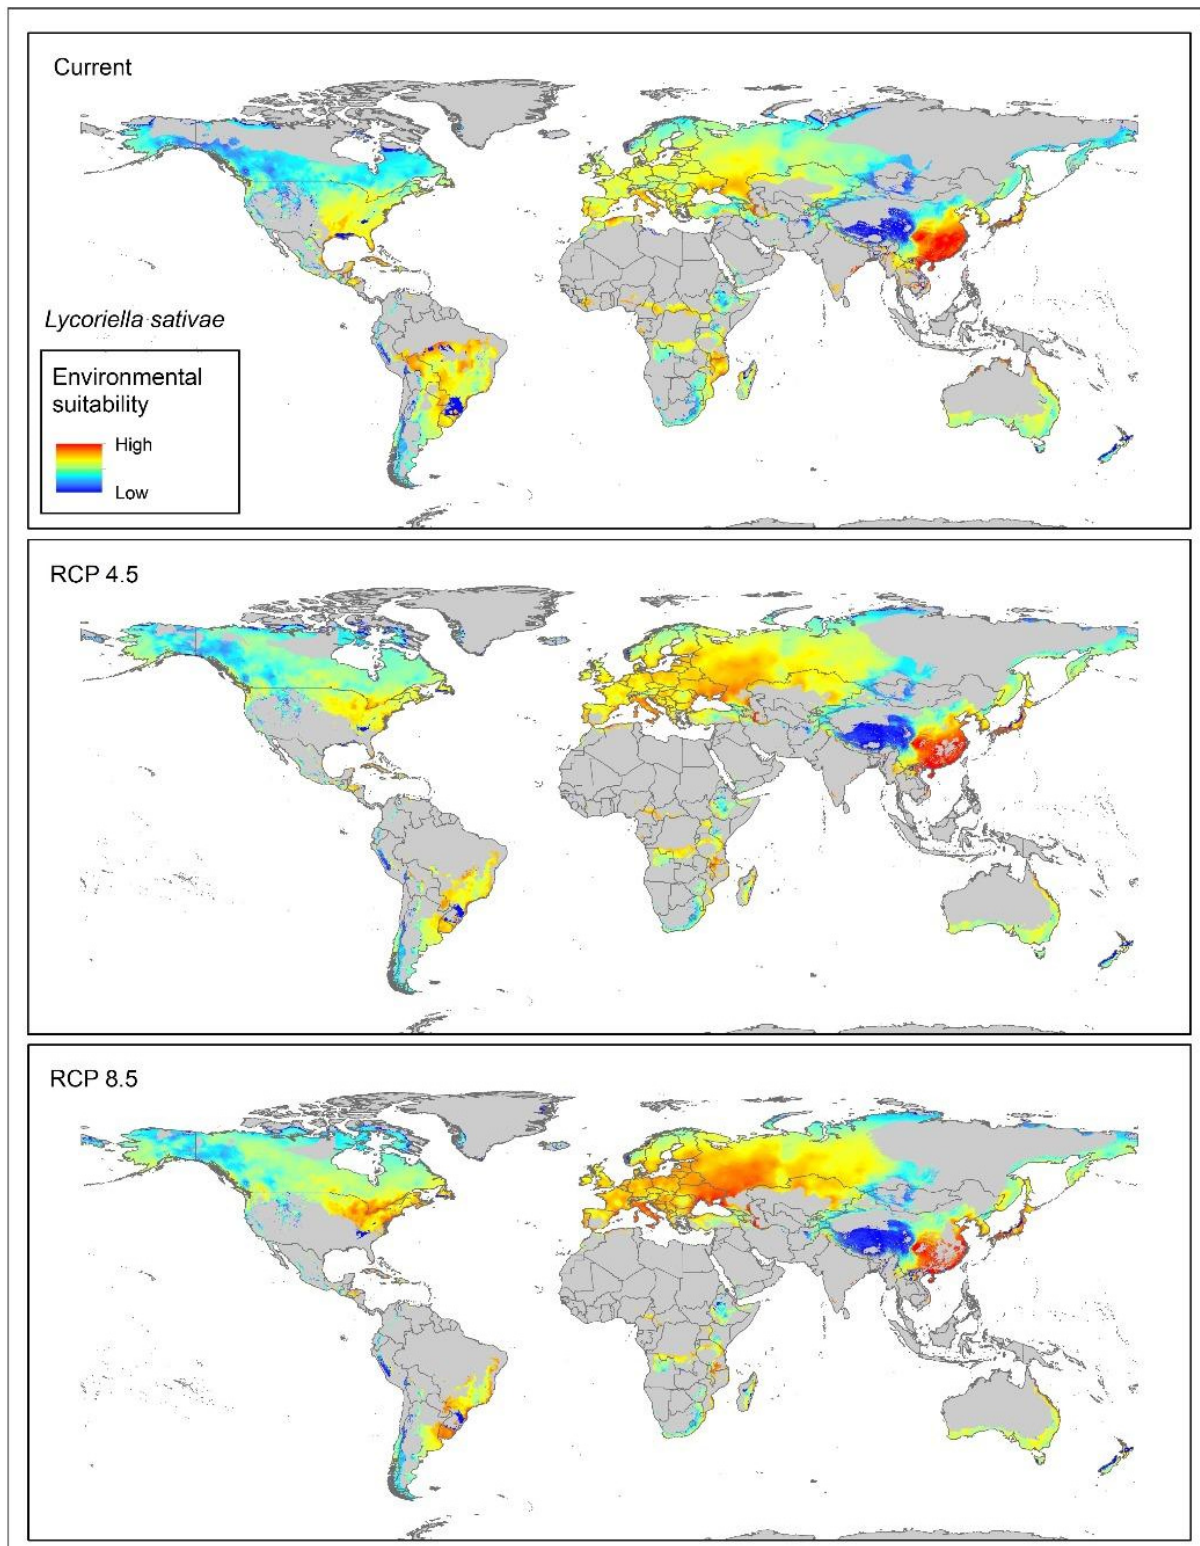 Current
Lycoriella sativae
Environmental
suitability
High
Low
RCP 4.5
RCP 8.5